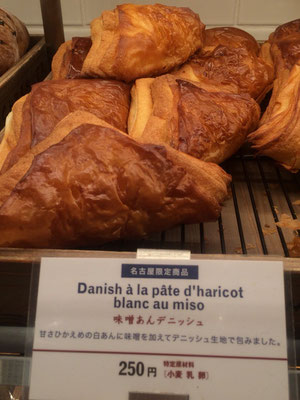 名古屋限定商品
Danish à la pâte d'haricot
blanc au miso
味噌あんデニッシュ
甘さひかえめの白あんに味噌を加えてデニッシュ生地で包みました。
250円 特定原材料
［小麦 乳 卵］